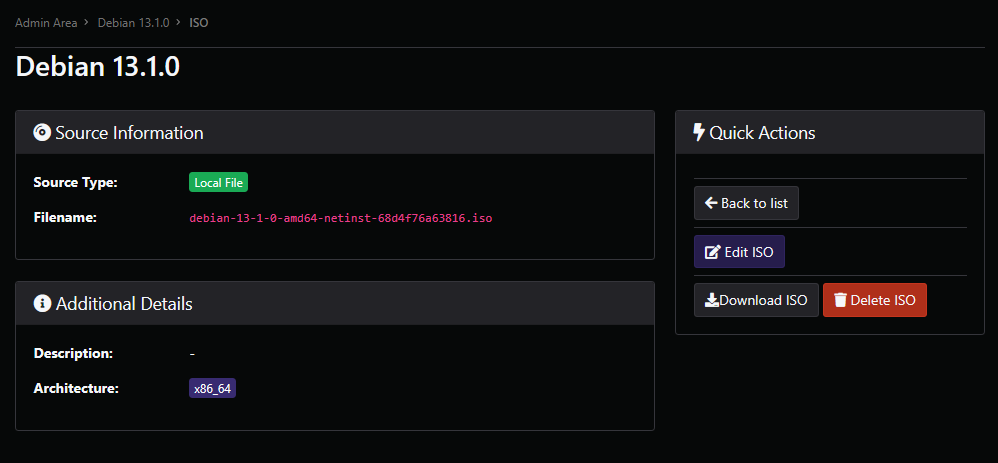 Admin Area > Debian 13.1.0 > ISO
Debian 13.1.0
Source Information
Source Type: Local File
Filename: debian-13-1-0-amd64-netinst-68d4f76a63816.iso
Additional Details
Description: -
Architecture: x86_64
Quick Actions
Back to list
Edit ISO
Download ISO Delete ISO